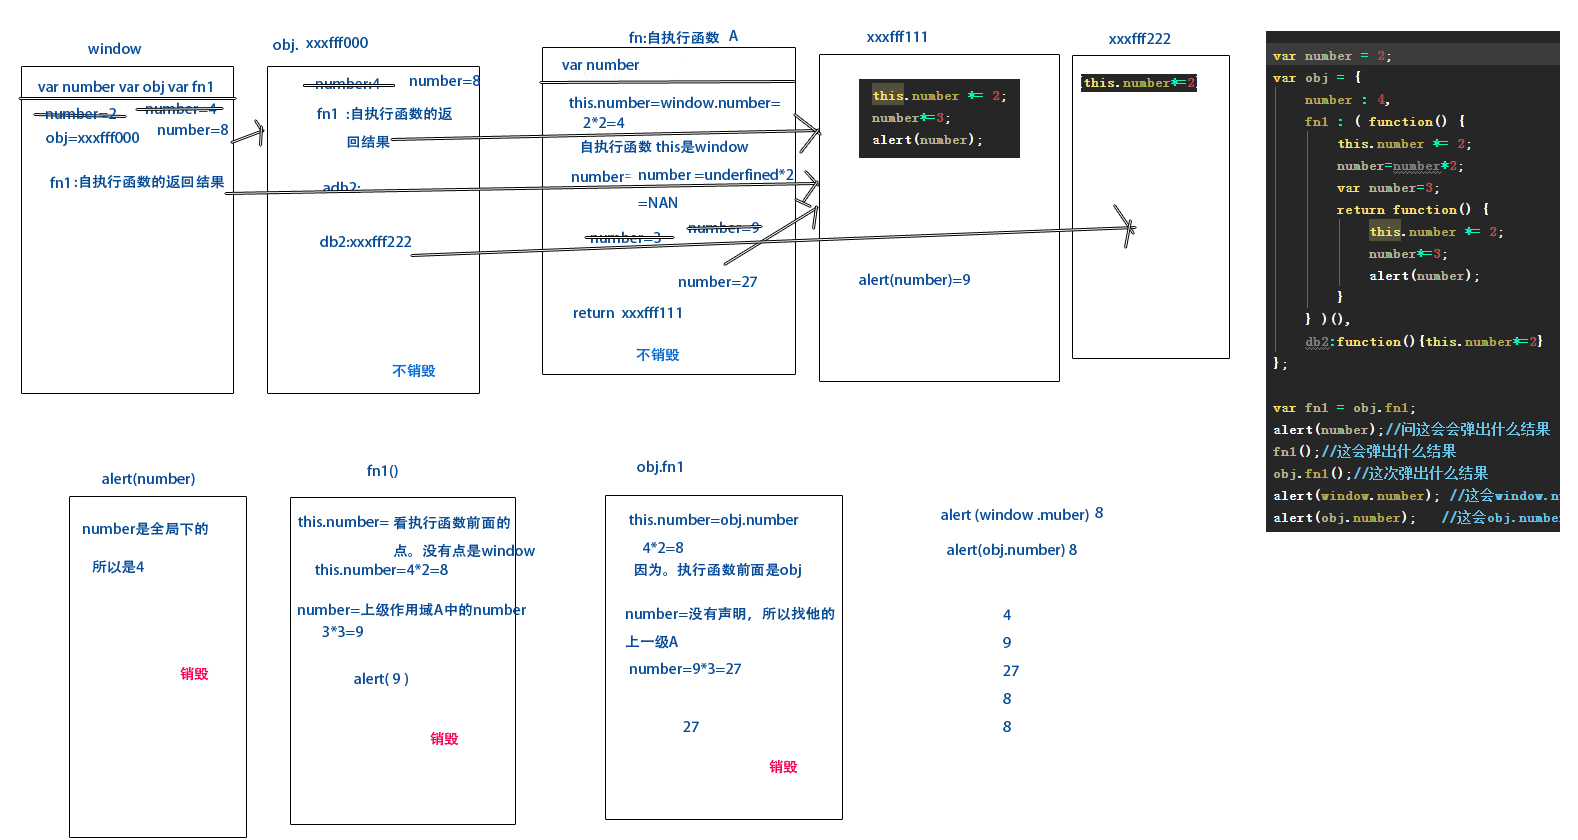 window
var number var obj var fn1
number=2
number=4
number=8
obj=xxxfff000
fn1:自执行函数的返回结果
obj. xxxfff000
number:4
number=8
fn1 :自执行函数的返
回结果
adb2:
db2:xxxfff222
不销毁
fn:自执行函数 A
var number
this.number=window.number=
2*2=4
自执行函数 this是window
number= number =underfined*2
=NAN
number=3
number=9
number=27
return xxxfff111
不销毁
xxxfff111
this.number *= 2;
number*=3;
alert(number);
alert(number)=9
xxxfff222
this.number*=2
var number = 2;
var obj = {
number : 4,
fn1 : ( function() {
this.number *= 2;
number=number*2;
var number=3;
return function() {
this.number *= 2;
number*=3;
alert(number);
}
} )(),
db2:function(){this.number*=2}
};
var fn1 = obj.fn1;
alert(number);//问这会会弹出什么结果
fn1();//这会弹出什么结果
obj.fn1();//这次弹出什么结果
alert(window.number); //这会window.n
alert(obj.number); //这会obj.number
alert(number)
number是全局下的
所以是4
销毁
fn1()
this.number= 看执行函数前面的
点。没有点是window
this.number=4*2=8
number=上级作用域A中的number
3*3=9
alert( 9 )
销毁
obj.fn1
this.number=obj.number
4*2=8
因为。执行函数前面是obj
number=没有声明，所以找他的
上一级A
number=9*3=27
27
销毁
alert (window .muber) 8
alert(obj.number) 8
4
9
27
8
8